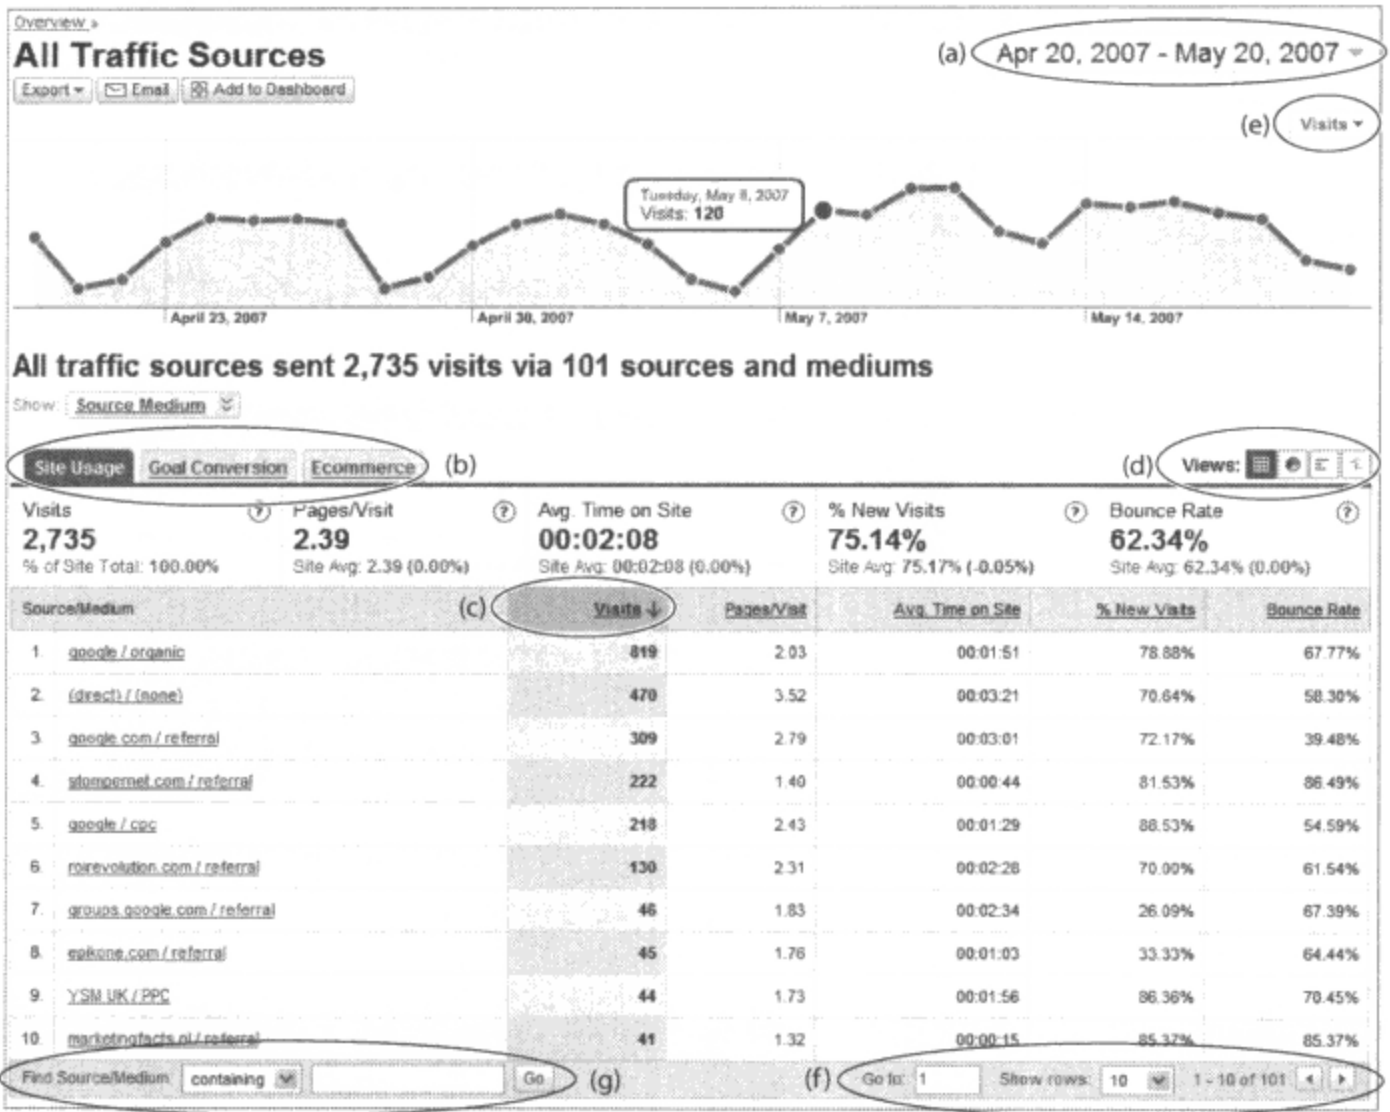 Overview »
All Traffic Sources
(a) Apr 20, 2007 - May 20, 2007
Export Email Add to Dashboard
(e) Visits
Tuesday, May 8, 2007
Visits: 120
April 23, 2007 April 30, 2007 May 7, 2007 May 14, 2007
All traffic sources sent 2,735 visits via 101 sources and mediums
Show: Source Medium
Site Usage Goal Conversion Ecommerce (b) (d) Views:
Visits ? Pages/Visit ? Avg. Time on Site ? % New Visits ? Bounce Rate ?
2,735 2.39 00:02:08 75.14% 62.34%
% of Site Total: 100.00% Site Avg: 2.39 (0.00%) Site Avg: 00:02:08 (0.00%) Site Avg: 75.17% (-0.05%) Site Avg: 62.34% (0.00%)
Source/Medium (c) Visits ↓ Pages/Visit Avg. Time on Site % New Visits Bounce Rate
1. google / organic 819 2.03 00:01:51 78.88% 67.77%
2. (direct) / (none) 470 3.52 00:03:21 70.64% 58.30%
3. google.com / referral 309 2.79 00:03:01 72.17% 39.48%
4. stompernet.com / referral 222 1.40 00:00:44 81.53% 86.49%
5. google / cpc 218 2.43 00:01:29 88.53% 54.59%
6. roirevolution.com / referral 130 2.31 00:02:28 70.00% 61.54%
7. groups.google.com / referral 46 1.83 00:02:34 26.09% 67.39%
8. epikone.com / referral 45 1.76 00:01:03 33.33% 64.44%
9. YSM UK / PPC 44 1.73 00:01:56 86.36% 70.45%
10. marketingfacts.nl / referral 41 1.32 00:00:15 85.37% 85.37%
Find Source/Medium: containing Go (g) (f) Go to: 1 Show rows: 10 1 - 10 of 101